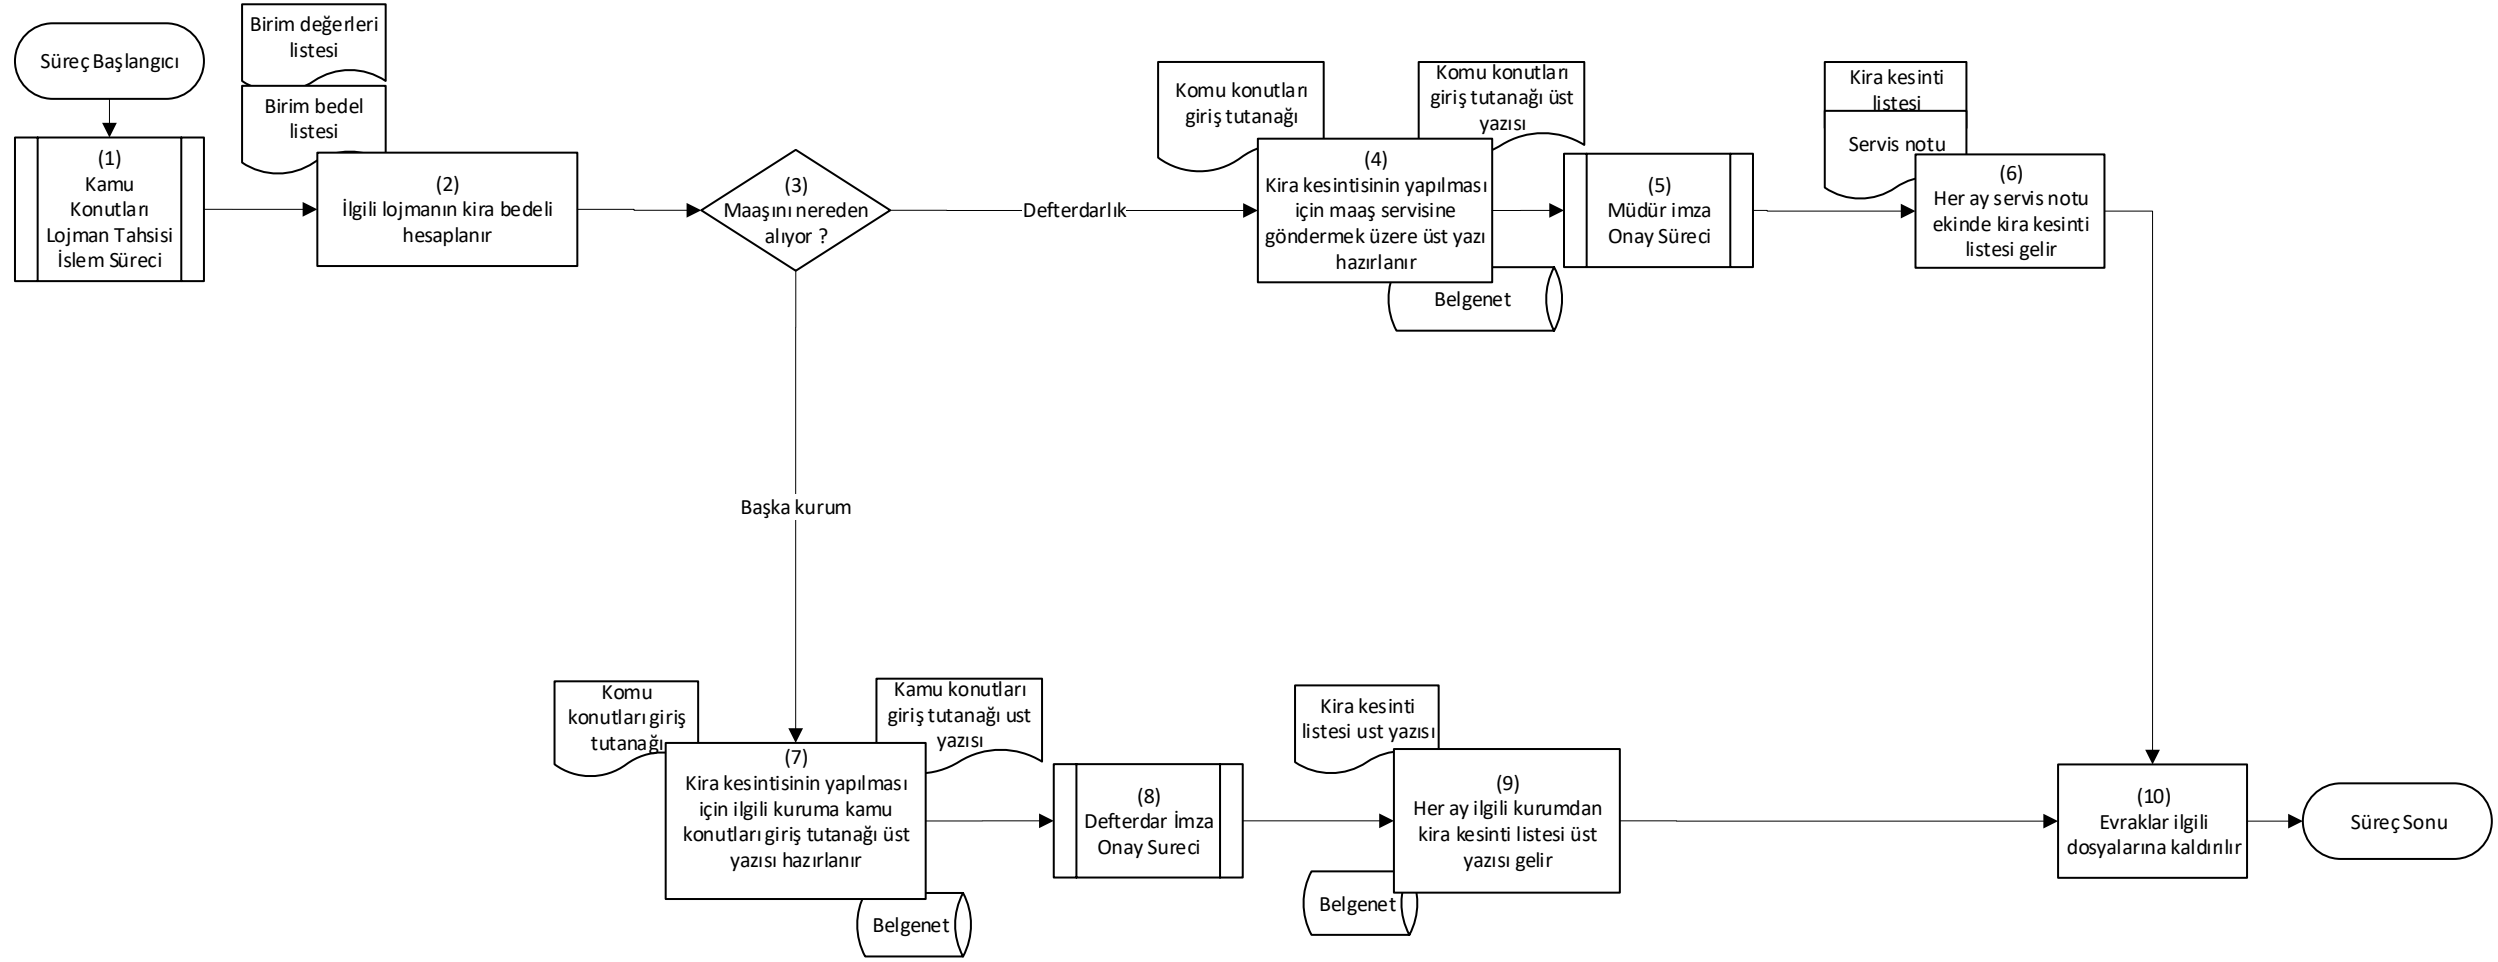 Süreç Başlangıcı
Birim değerleri
listesi
Birim bedel
listesi
(1)
Kamu
Konutları
Lojman Tahsisi
İslem Süreci
(2)
İlgili lojmanın kira bedeli
hesaplanır
(3)
Maaşını nereden
alıyor ?
Defterdarlık
Komu konutları
giriş tutanağı
Komu konutları
giriş tutanağı üst
yazısı
(4)
Kira kesintisinin yapılması
için maaş servisine
göndermek üzere üst yazı
hazırlanır
Belgenet
(5)
Müdür imza
Onay Süreci
Kira kesinti
listesi
Servis notu
(6)
Her ay servis notu
ekinde kira kesinti
listesi gelir
Başka kurum
Komu
konutları giriş
tutanağı
Kamu konutları
giriş tutanağı ust
yazısı
(7)
Kira kesintisinin yapılması
için ilgili kuruma kamu
konutları giriş tutanağı üst
yazısı hazırlanır
Belgenet
(8)
Defterdar İmza
Onay Sureci
Kira kesinti
listesi ust yazısı
(9)
Her ay ilgili kurumdan
kira kesinti listesi üst
yazısı gelir
Belgenet
(10)
Evraklar ilgili
dosyalarına kaldırılır
Süreç Sonu